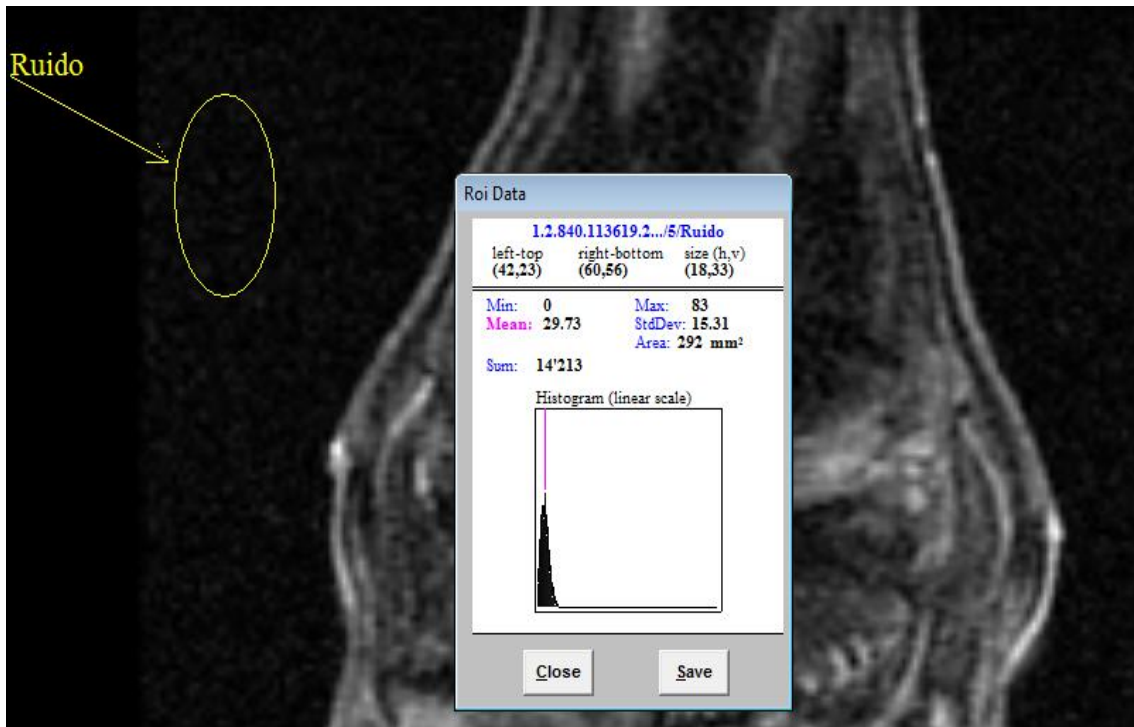 Ruido
Roi Data
1.2.840.113619.2.../5/Ruido
left-top right-bottom size (h,v)
(42,23) (60,56) (18,33)
Min: 0 Max: 83
Mean: 29.73 StdDev: 15.31
Area: 292 mm²
Sum: 14'213
Histogram (linear scale)
Close Save